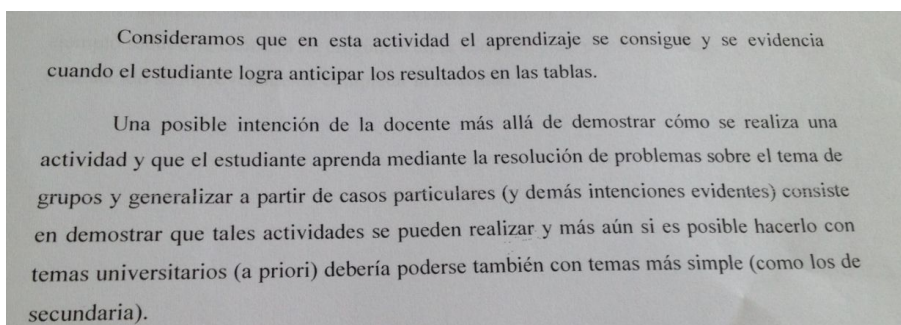 Consideramos que en esta actividad el aprendizaje se consigue y se evidencia
cuando el estudiante logra anticipar los resultados en las tablas.
Una posible intención de la docente más allá de demostrar cómo se realiza una
actividad y que el estudiante aprenda mediante la resolución de problemas sobre el tema de
grupos y generalizar a partir de casos particulares (y demás intenciones evidentes) consiste
en demostrar que tales actividades se pueden realizar y más aún si es posible hacerlo con
temas universitarios (a priori) debería poderse también con temas más simple (como los de
secundaria).